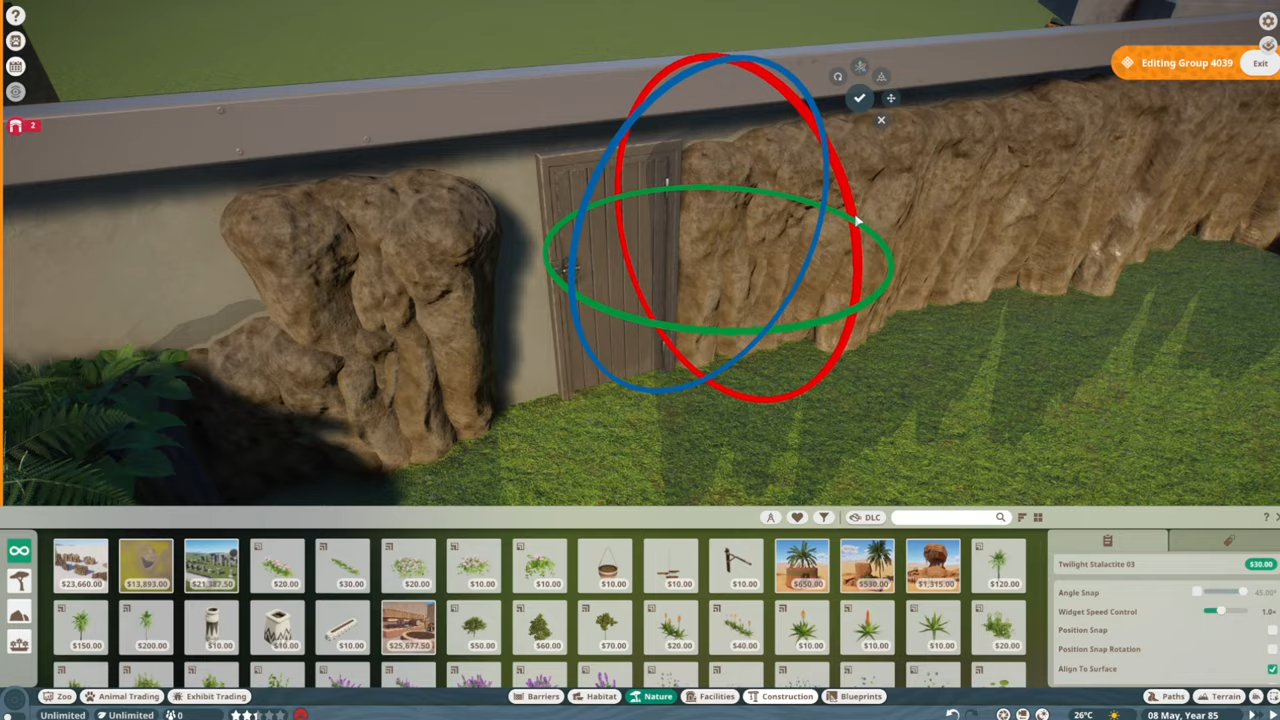 ?
Editing Group 4039
Exit
2
A
DLC
?
$23,660.00
$13,893.00
$21,387.50
$20.00
$30.00
$20.00
$10.00
$10.00
$10.00
$10.00
$10.00
$650.00
$530.00
$1,315.00
$120.00
Twilight Stalactite 03
$30.00
Angle Snap
45.00°
$150.00
$200.00
$10.00
$10.00
$10.00
$25,677.50
$50.00
$60.00
$70.00
$20.00
$40.00
$10.00
$10.00
$10.00
$20.00
Widget Speed Control
1.0×
Position Snap
Position Snap Rotation
Align To Surface
Zoo
Animal Trading
Exhibit Trading
Barriers
Habitat
Nature
Facilities
Construction
Blueprints
Paths
Terrain
Unlimited
Unlimited
0
26°C
08 May, Year 85